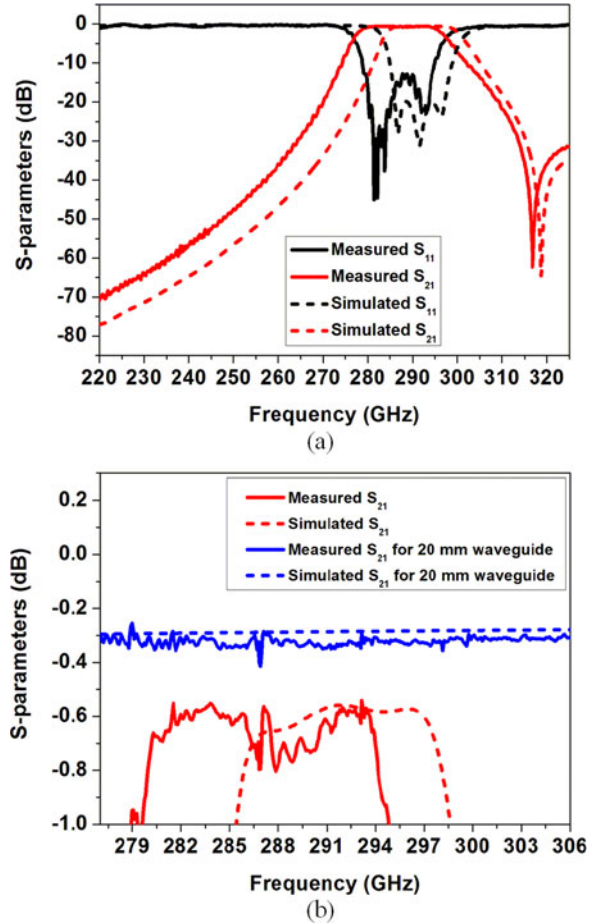 0
-10
-20
-30
-40
-50
-60
-70
-80
S-parameters (dB)
Measured S11
Measured S21
Simulated S11
Simulated S21
220 230 240 250 260 270 280 290 300 310 320
Frequency (GHz)
(a)
0.2
0.0
-0.2
-0.4
-0.6
-0.8
-1.0
S-parameters (dB)
Measured S21
Simulated S21
Measured S21 for 20 mm waveguide
Simulated S21 for 20 mm waveguide
279 282 285 288 291 294 297 300 303 306
Frequency (GHz)
(b)